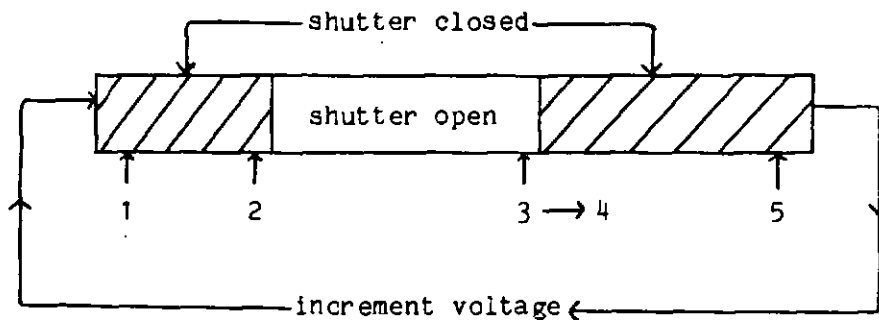 shutter closed
shutter open
1 2 3 → 4 5
increment voltage